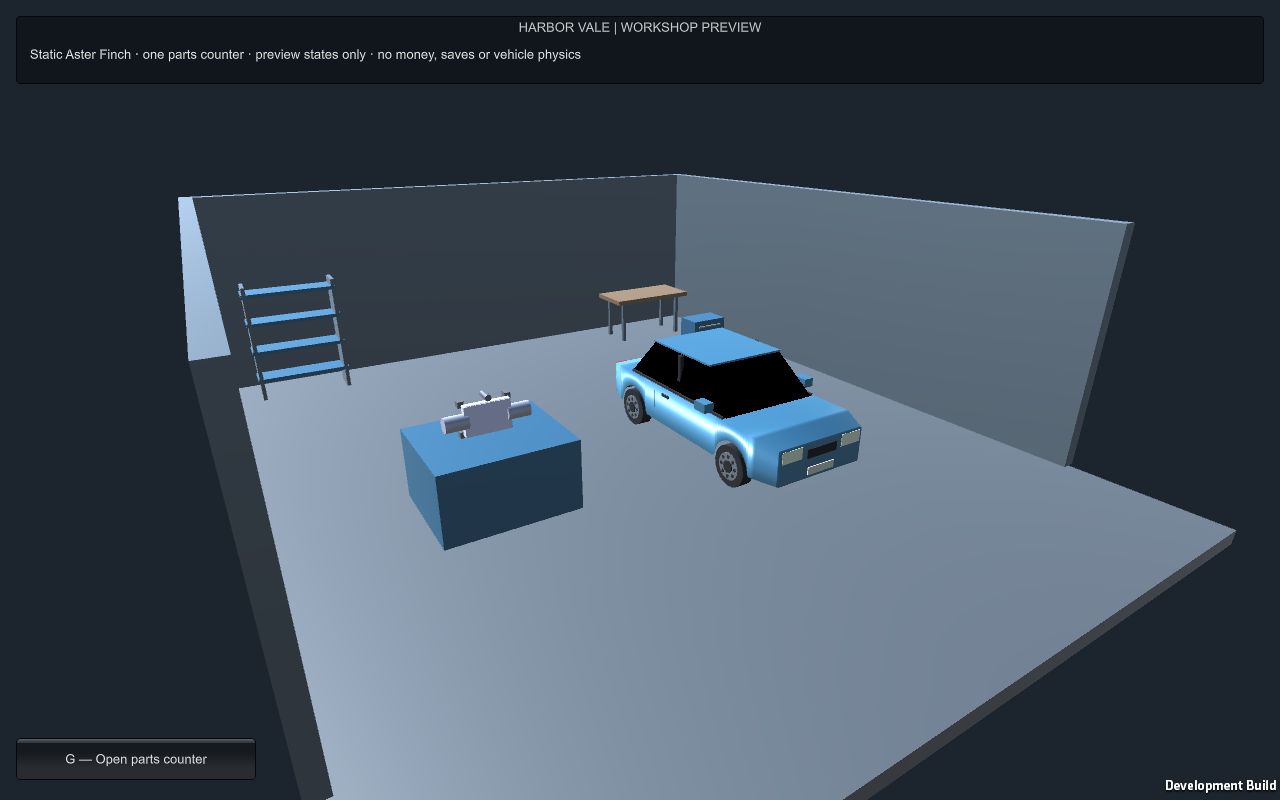 HARBOR VALE | WORKSHOP PREVIEW
Static Aster Finch · one parts counter · preview states only · no money, saves or vehicle physics
G — Open parts counter
Development Build